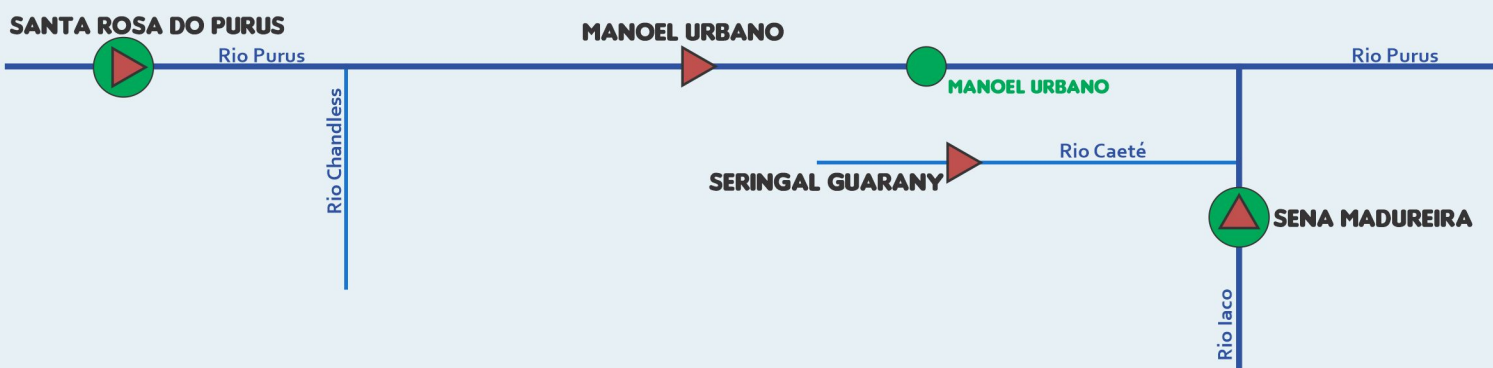 SANTA ROSA DO PURUS
MANOEL URBANO
Rio Purus
Rio Purus
MANOEL URBANO
Rio Chandless
Rio Caeté
SERINGAL GUARANY
SENA MADUREIRA
Rio Iaco